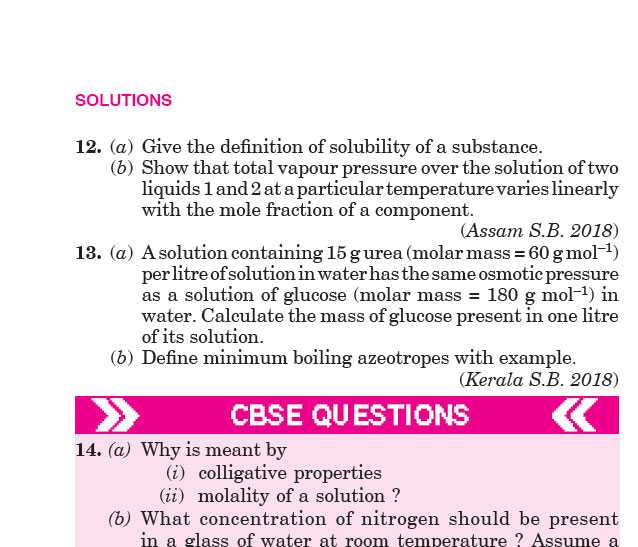 SOLUTIONS
12. (a) Give the definition of solubility of a substance.
(b) Show that total vapour pressure over the solution of two
liquids 1 and 2 at a particular temperature varies linearly
with the mole fraction of a component.
(Assam S.B. 2018)
13. (a) A solution containing 15 g urea (molar mass = 60 g mol⁻¹)
per litre of solution in water has the same osmotic pressure
as a solution of glucose (molar mass = 180 g mol⁻¹) in
water. Calculate the mass of glucose present in one litre
of its solution.
(b) Define minimum boiling azeotropes with example.
(Kerala S.B. 2018)
CBSE QUESTIONS
14. (a) Why is meant by
(i) colligative properties
(ii) molality of a solution ?
(b) What concentration of nitrogen should be present
in a glass of water at room temperature ? Assume a